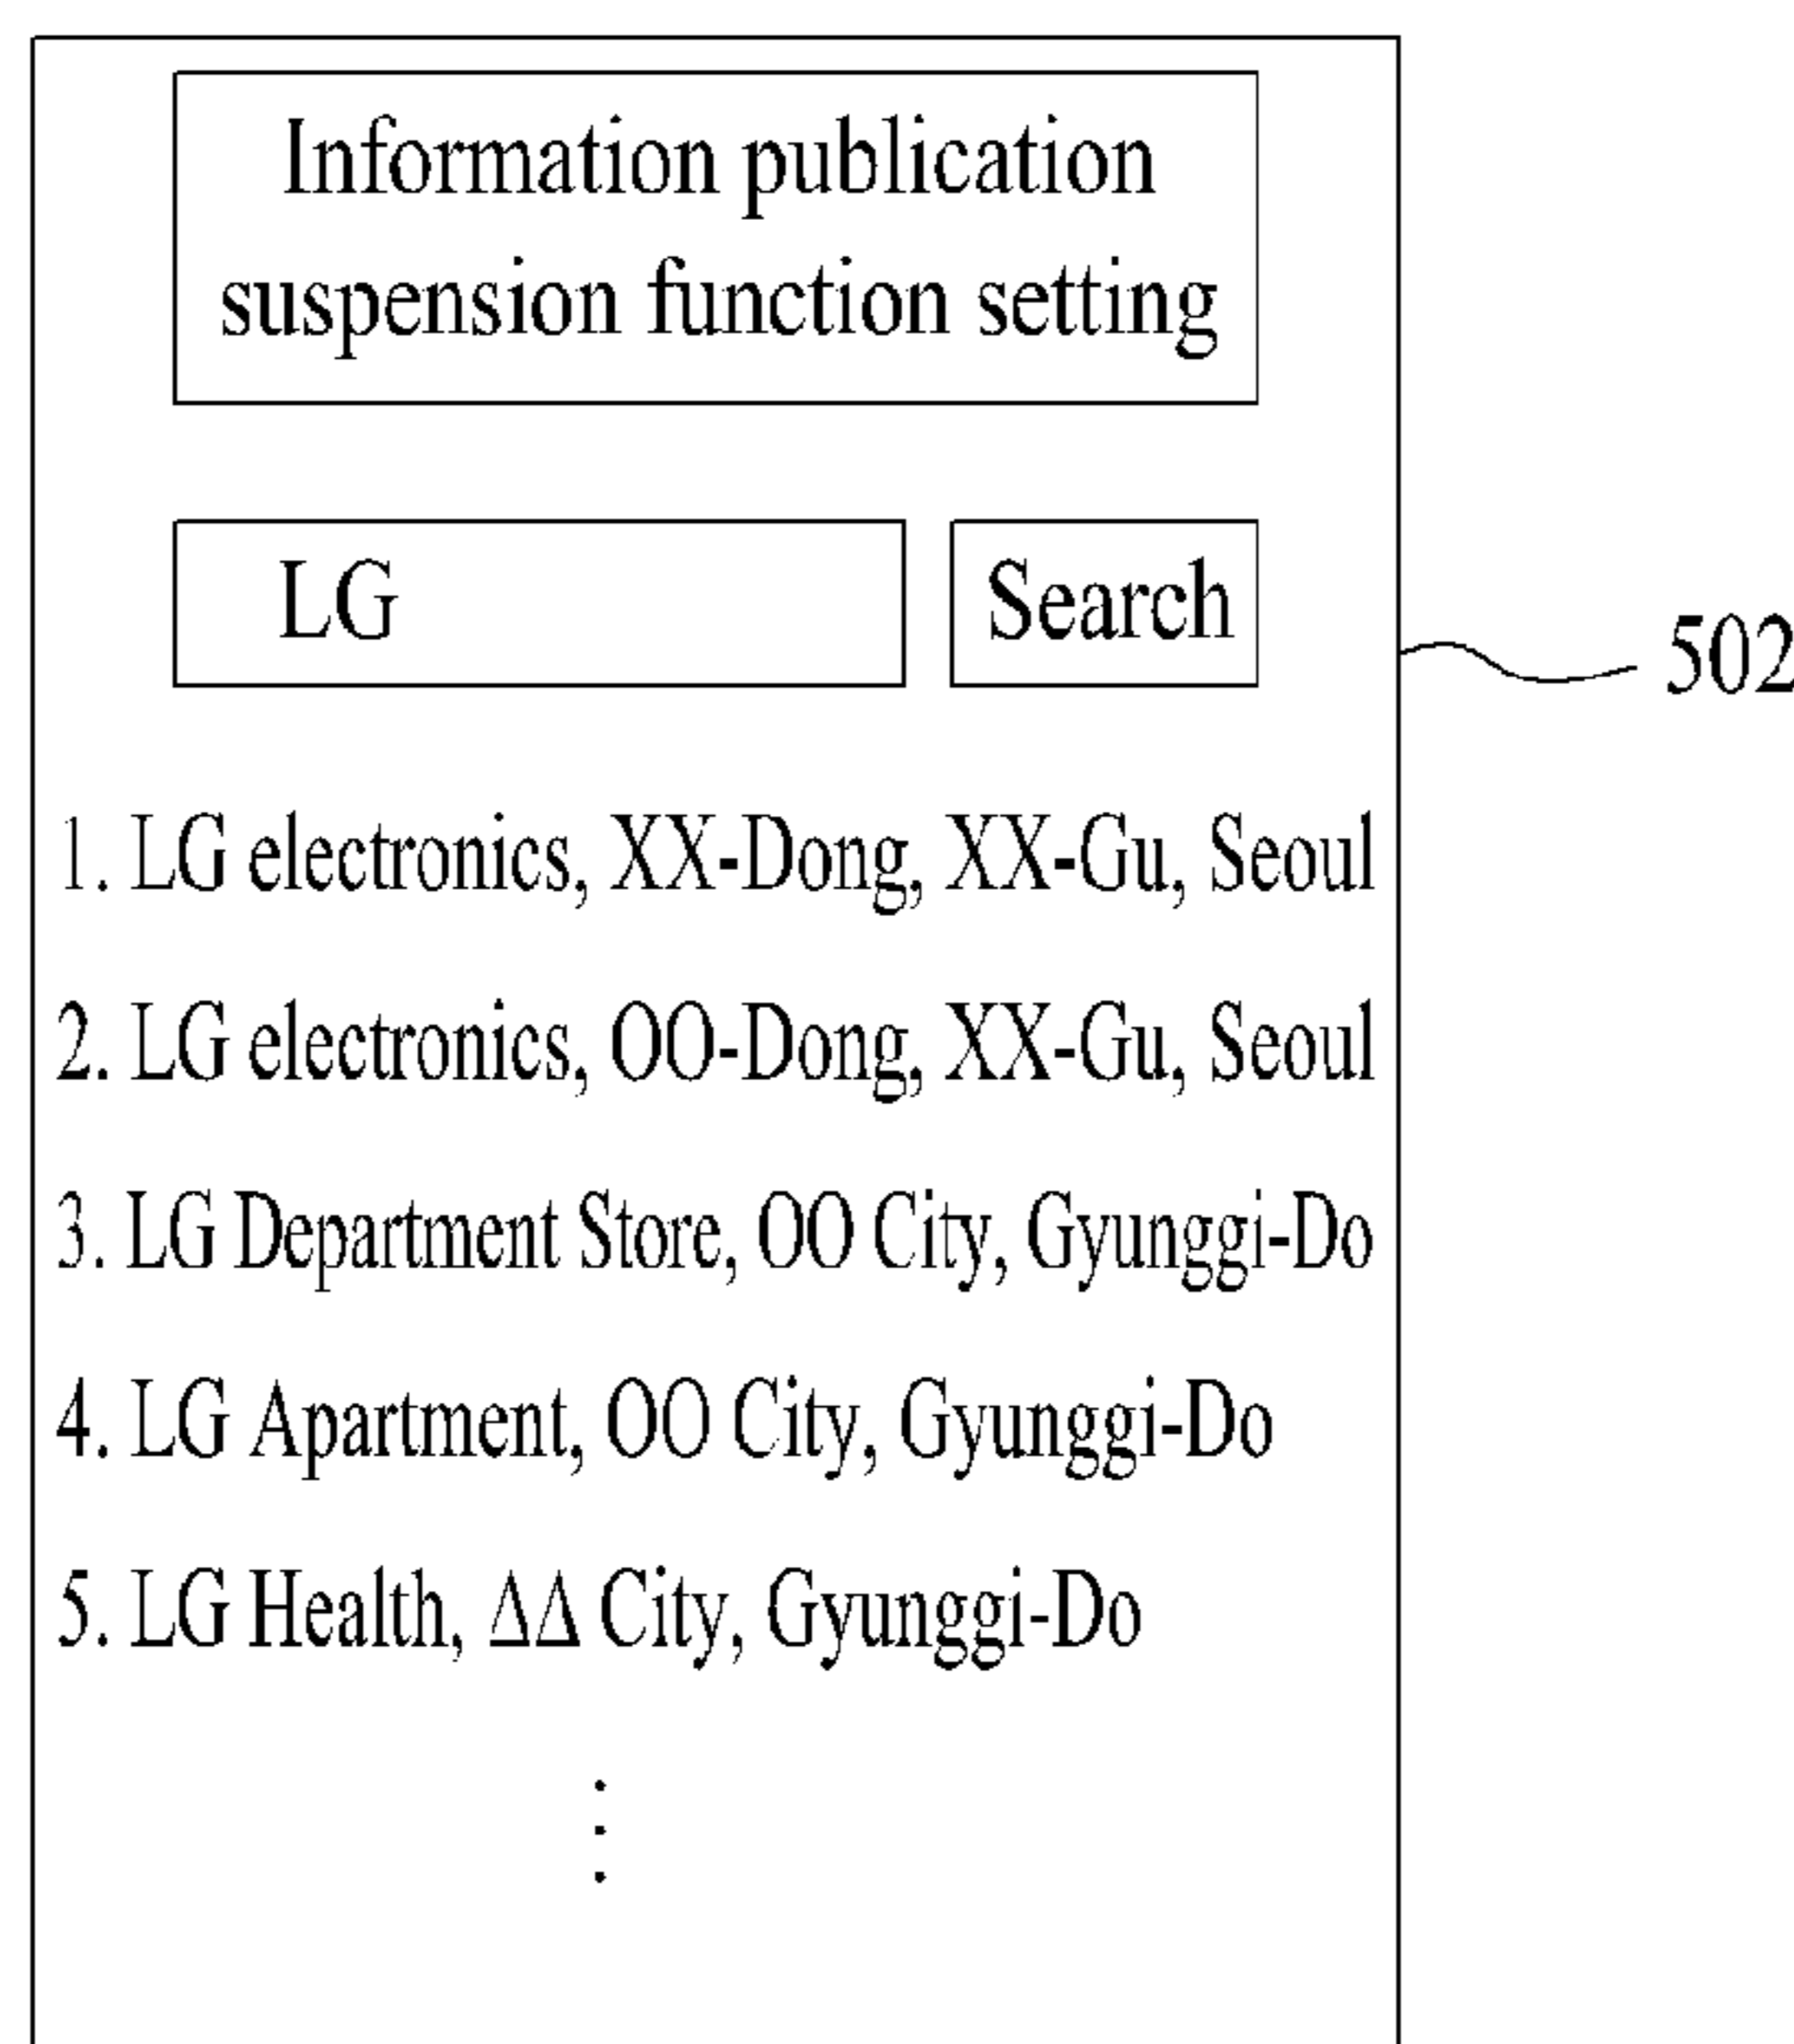 Information publication
suspension function setting
LG
Search
502
1. LG electronics, XX-Dong, XX-Gu, Seoul
2. LG electronics, OO-Dong, XX-Gu, Seoul
3. LG Department Store, OO City, Gyunggi-Do
4. LG Apartment, OO City, Gyunggi-Do
5. LG Health, ΔΔ City, Gyunggi-Do